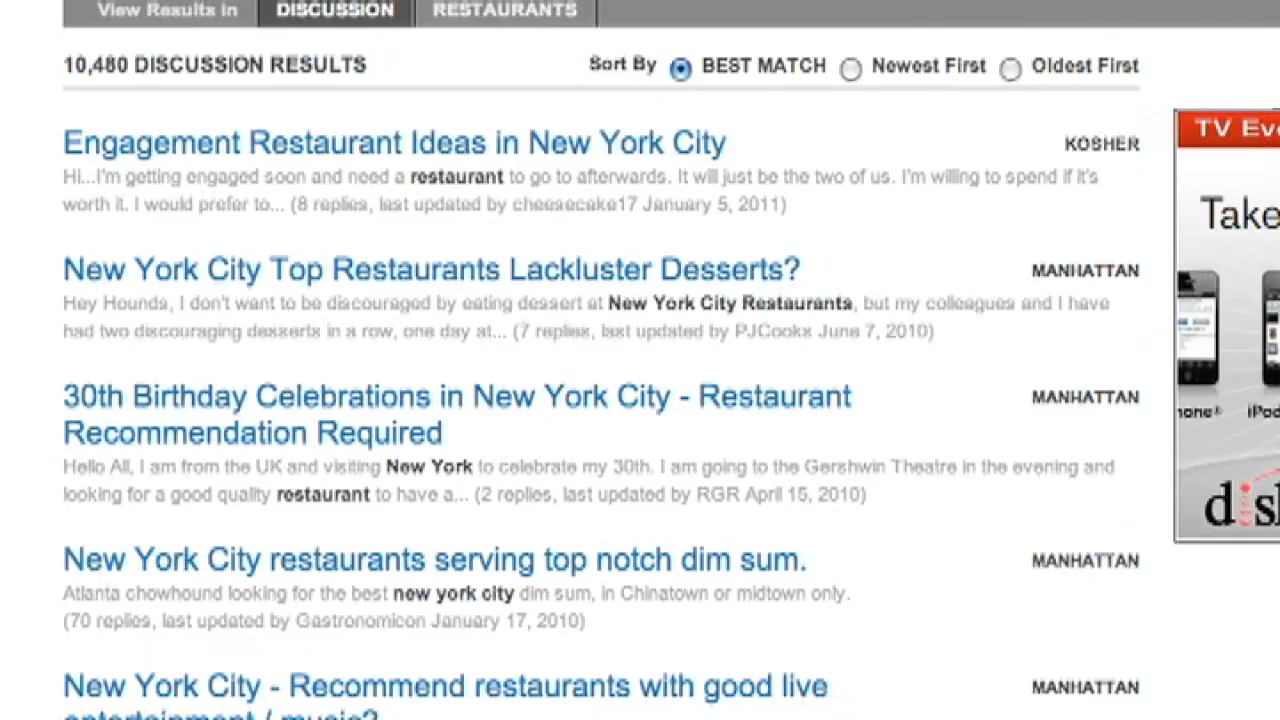 View Results in DISCUSSION RESTAURANTS
10,480 DISCUSSION RESULTS
Sort By BEST MATCH Newest First Oldest First
Engagement Restaurant Ideas in New York City
KOSHER
Hi...I'm getting engaged soon and need a restaurant to go to afterwards. It will just be the two of us. I'm willing to spend if it's
worth it. I would prefer to... (8 replies, last updated by cheesecake17 January 5, 2011)
New York City Top Restaurants Lackluster Desserts?
MANHATTAN
Hey Hounds, I don't want to be discouraged by eating dessert at New York City Restaurants, but my colleagues and I have
had two discouraging desserts in a row, one day at... (7 replies, last updated by PJCooks June 7, 2010)
30th Birthday Celebrations in New York City - Restaurant
Recommendation Required
MANHATTAN
Hello All, I am from the UK and visiting New York to celebrate my 30th. I am going to the Gershwin Theatre in the evening and
looking for a good quality restaurant to have a... (2 replies, last updated by RGR April 15, 2010)
New York City restaurants serving top notch dim sum.
MANHATTAN
Atlanta chowhound looking for the best new york city dim sum, in Chinatown or midtown only.
(70 replies, last updated by Gastronomicon January 17, 2010)
New York City - Recommend restaurants with good live
entertainment / music?
MANHATTAN
TV Eve
Take
hone® iPod
dish